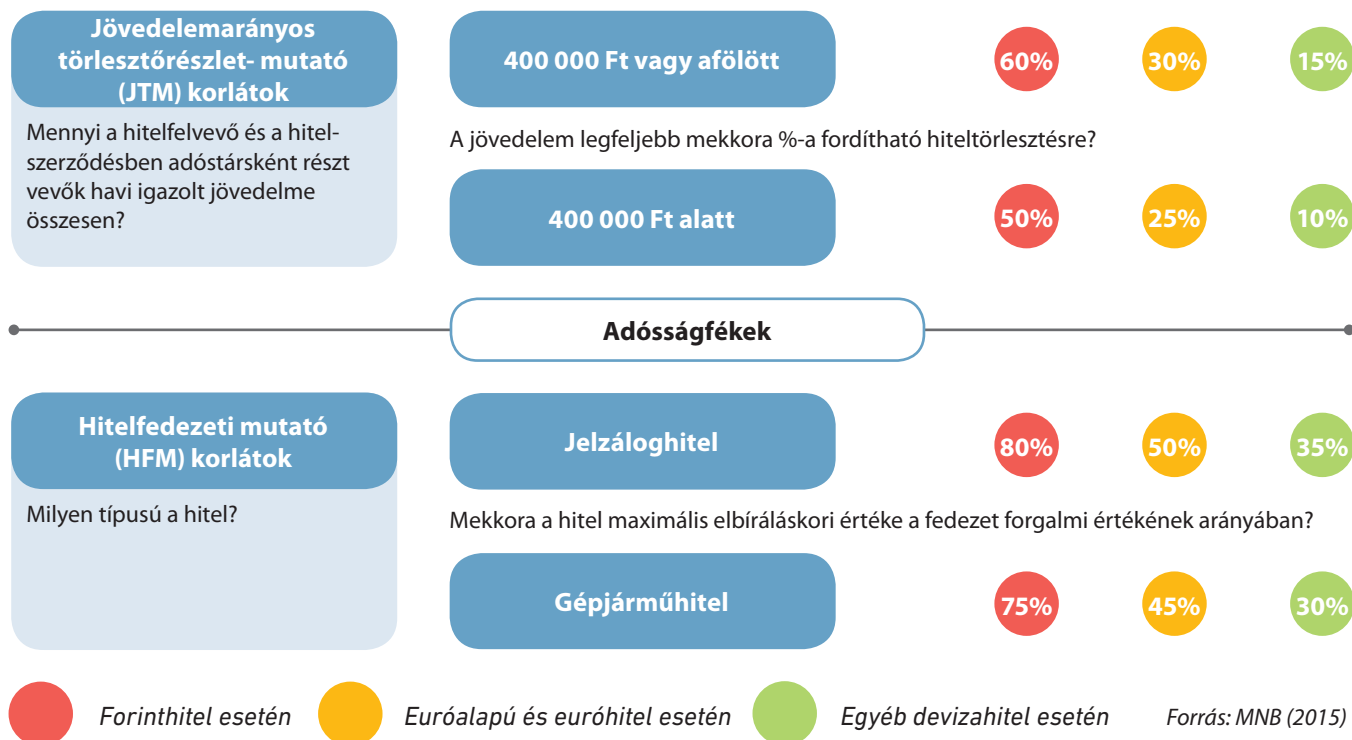 Jövedelemarányos
törlesztőrészlet- mutató
(JTM) korlátok
Mennyi a hitelfelvevő és a hitel-
szerződésben adóstársként részt
vevők havi igazolt jövedelme
összesen?
400 000 Ft vagy afölött
60% 30% 15%
A jövedelem legfeljebb mekkora %-a fordítható hiteltörlesztésre?
400 000 Ft alatt
50% 25% 10%
Adósságfékek
Hitelfedezeti mutató
(HFM) korlátok
Milyen típusú a hitel?
Jelzáloghitel
80% 50% 35%
Mekkora a hitel maximális elbíráláskori értéke a fedezet forgalmi értékének arányában?
Gépjárműhitel
75% 45% 30%
Forinthitel esetén Euróalapú és euróhitel esetén Egyéb devizahitel esetén Forrás: MNB (2015)